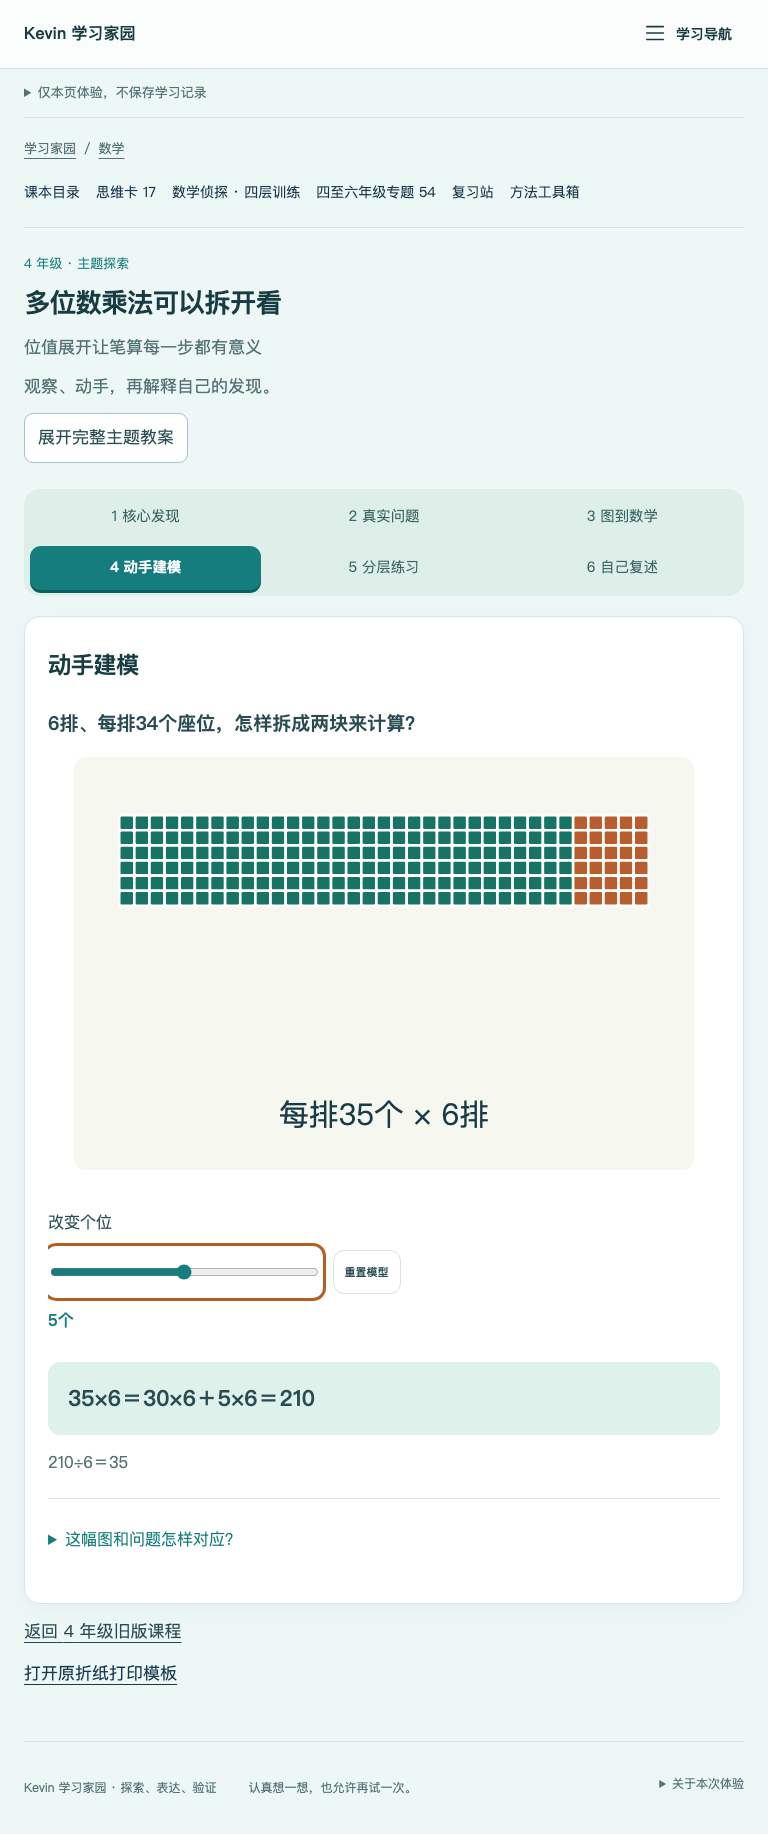 Kevin 学习家园
学习导航
▶ 仅本页体验，不保存学习记录
学习家园 / 数学
课本目录 思维卡 17 数学侦探 · 四层训练 四至六年级专题 54 复习站 方法工具箱
4 年级 · 主题探索
多位数乘法可以拆开看
位值展开让笔算每一步都有意义
观察、动手，再解释自己的发现。
展开完整主题教案
1 核心发现 2 真实问题 3 图到数学
4 动手建模 5 分层练习 6 自己复述
动手建模
6排、每排34个座位，怎样拆成两块来计算？
每排35个 × 6排
改变个位
重置模型
5个
35×6＝30×6＋5×6＝210
210÷6＝35
▶ 这幅图和问题怎样对应？
返回 4 年级旧版课程
打开原折纸打印模板
Kevin 学习家园 · 探索、表达、验证 认真想一想，也允许再试一次。
▶ 关于本次体验